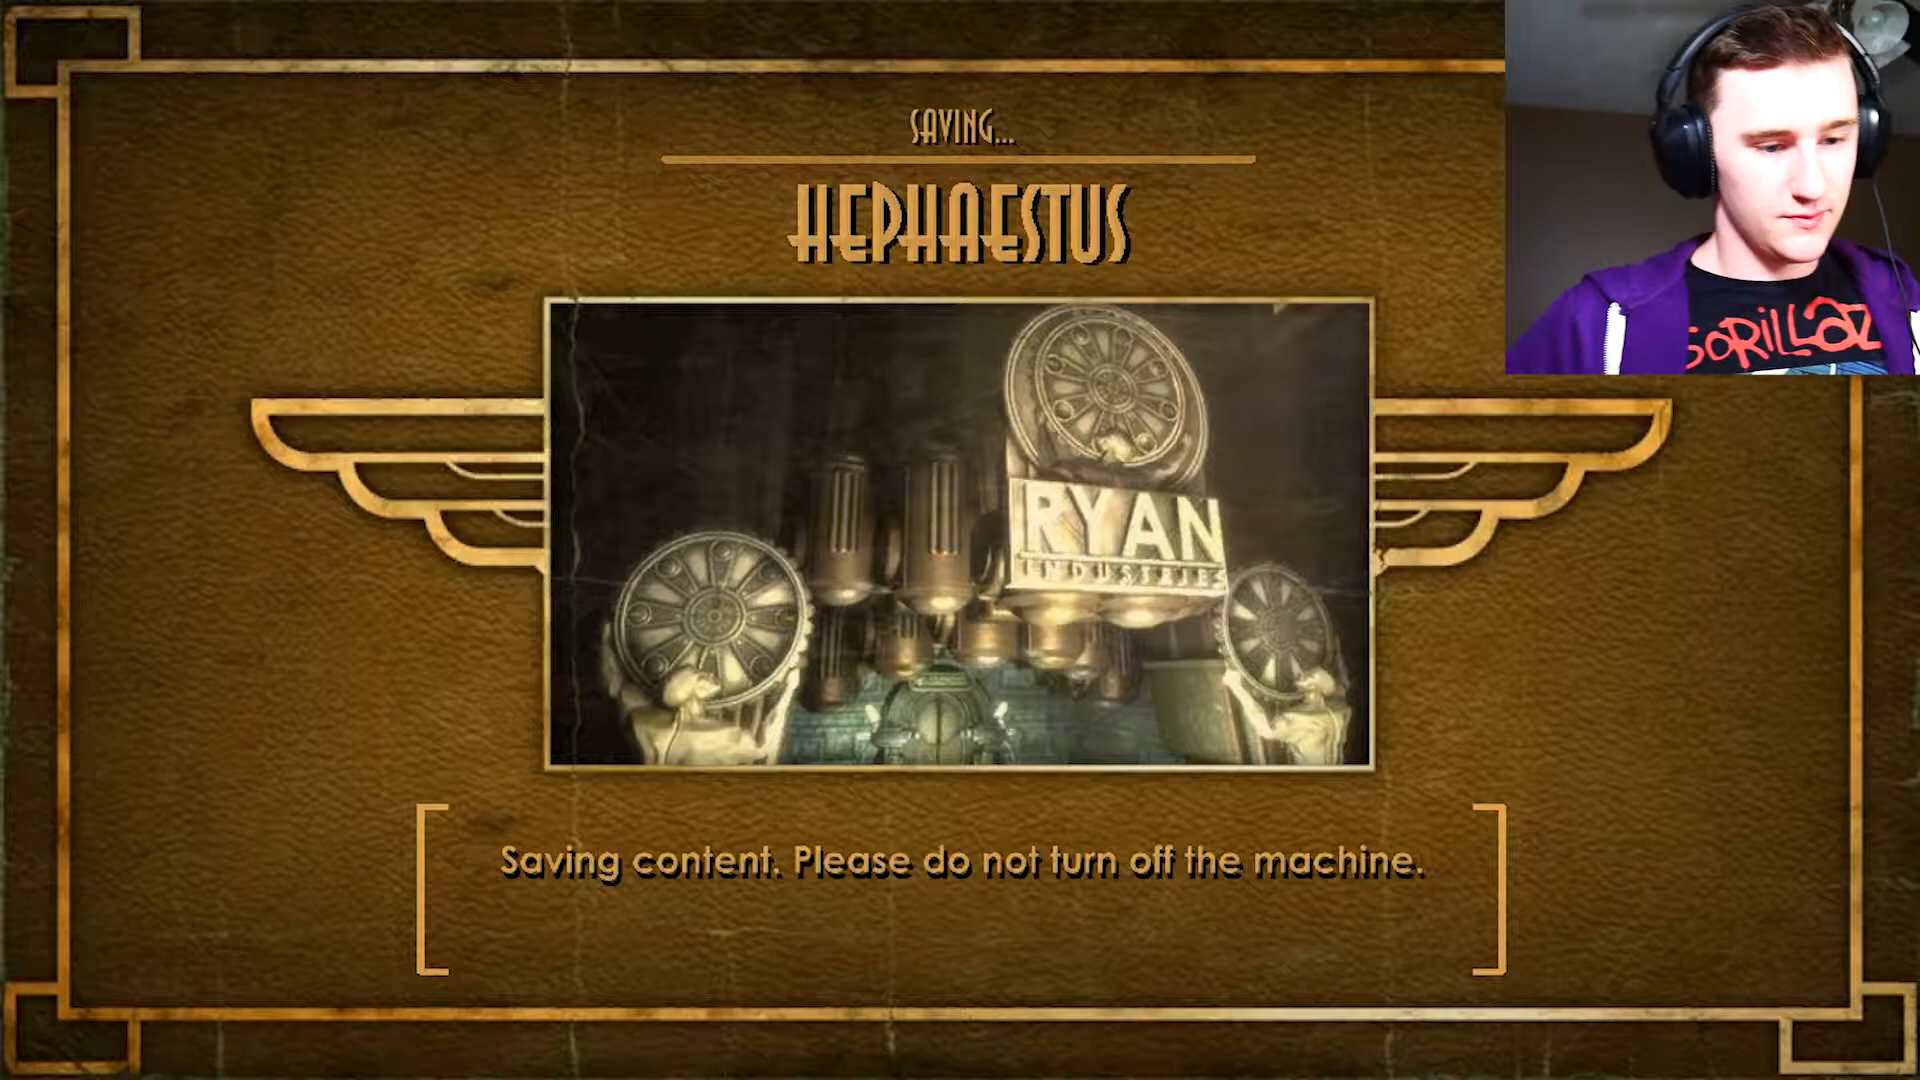 SAVING...
HEPHAESTUS
RYAN
INDUSTRIES
GORILLAZ
Saving content. Please do not turn off the machine.